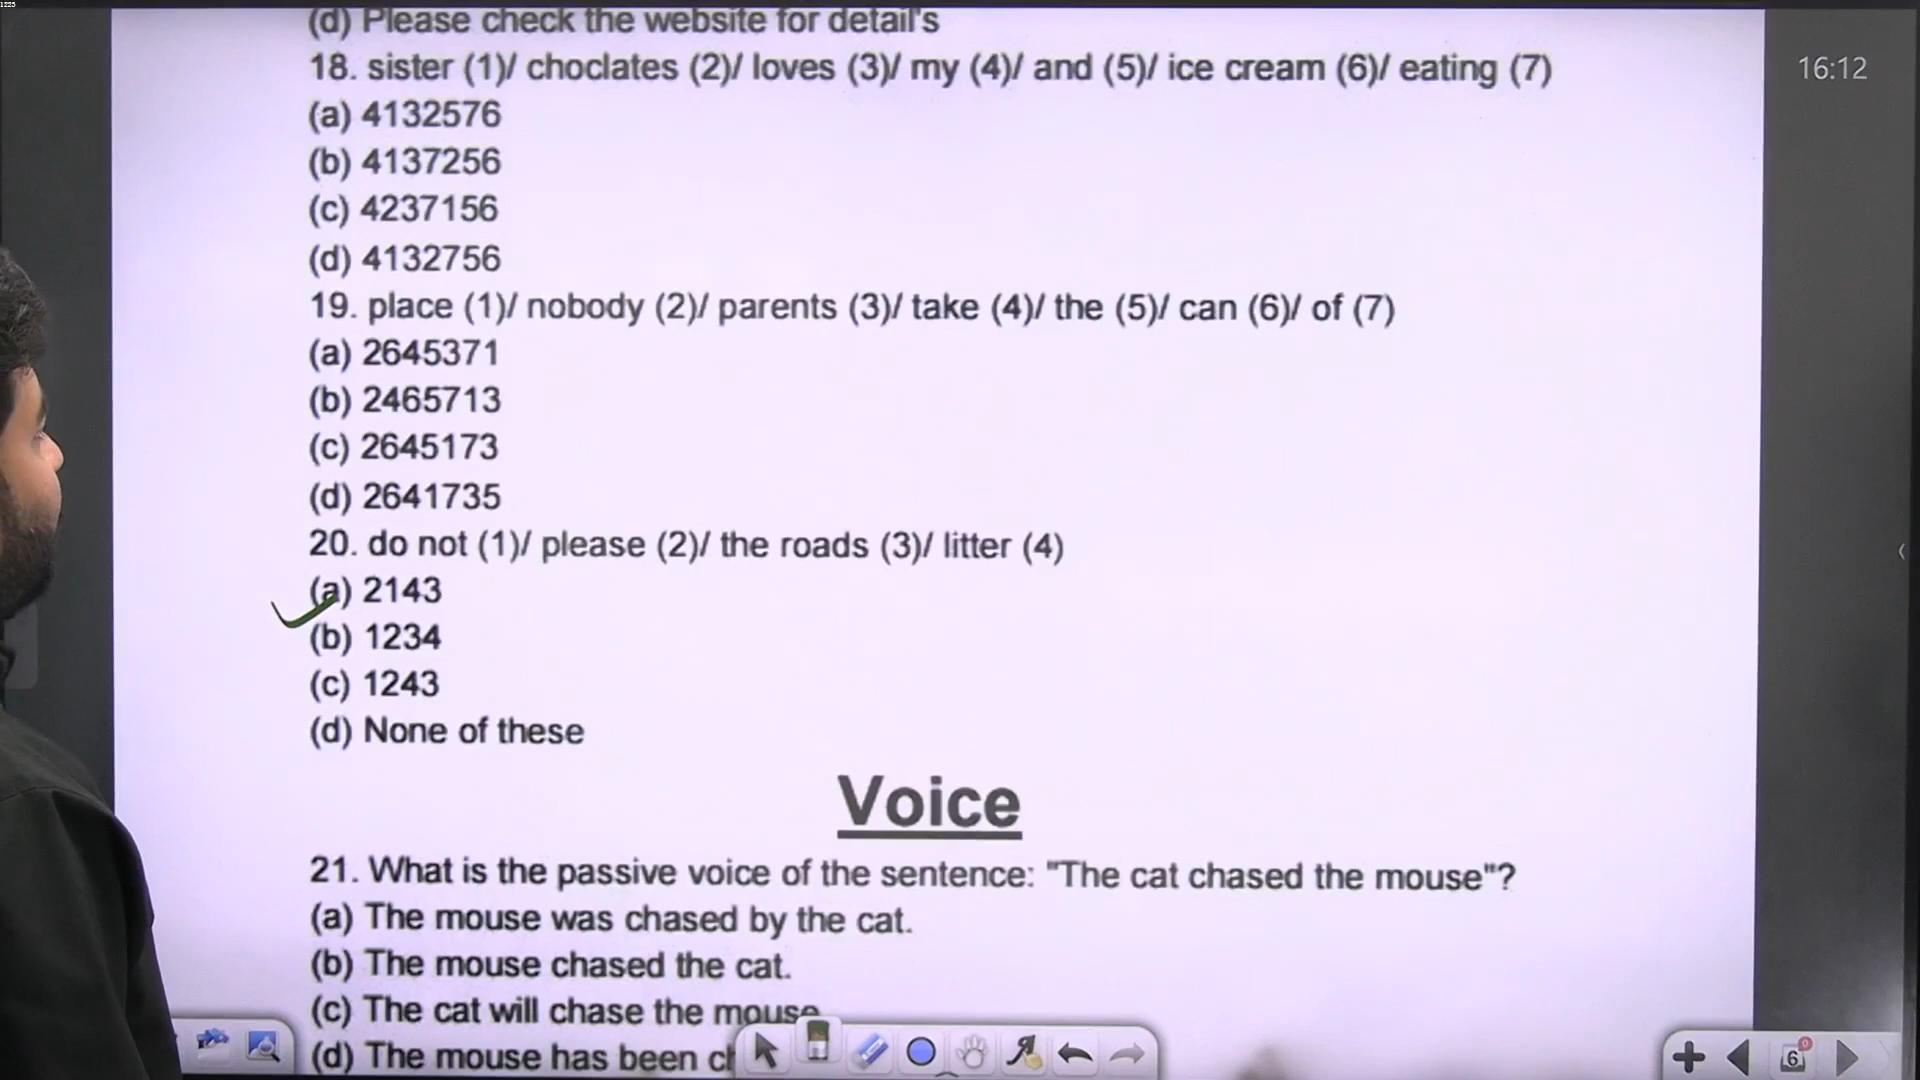 1225
(d) Please check the website for detail's
18. sister (1)/ choclates (2)/ loves (3)/ my (4)/ and (5)/ ice cream (6)/ eating (7)
16:12
(a) 4132576
(b) 4137256
(c) 4237156
(d) 4132756
19. place (1)/ nobody (2)/ parents (3)/ take (4)/ the (5)/ can (6)/ of (7)
(a) 2645371
(b) 2465713
(c) 2645173
(d) 2641735
20. do not (1)/ please (2)/ the roads (3)/ litter (4)
(a) 2143
(b) 1234
(c) 1243
(d) None of these
Voice
21. What is the passive voice of the sentence: "The cat chased the mouse"?
(a) The mouse was chased by the cat.
(b) The mouse chased the cat.
(c) The cat will chase the mouse
(d) The mouse has been ch
6